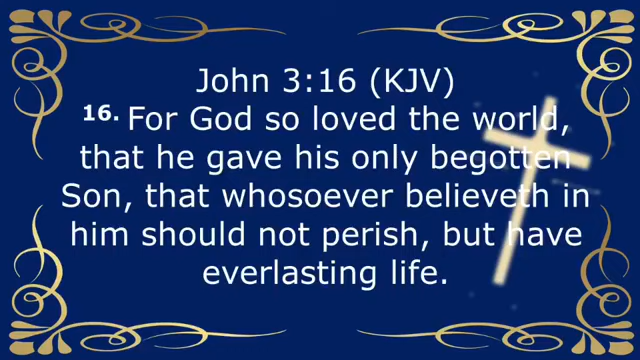 John 3:16 (KJV)
16. For God so loved the world,
that he gave his only begotten
Son, that whosoever believeth in
him should not perish, but have
everlasting life.